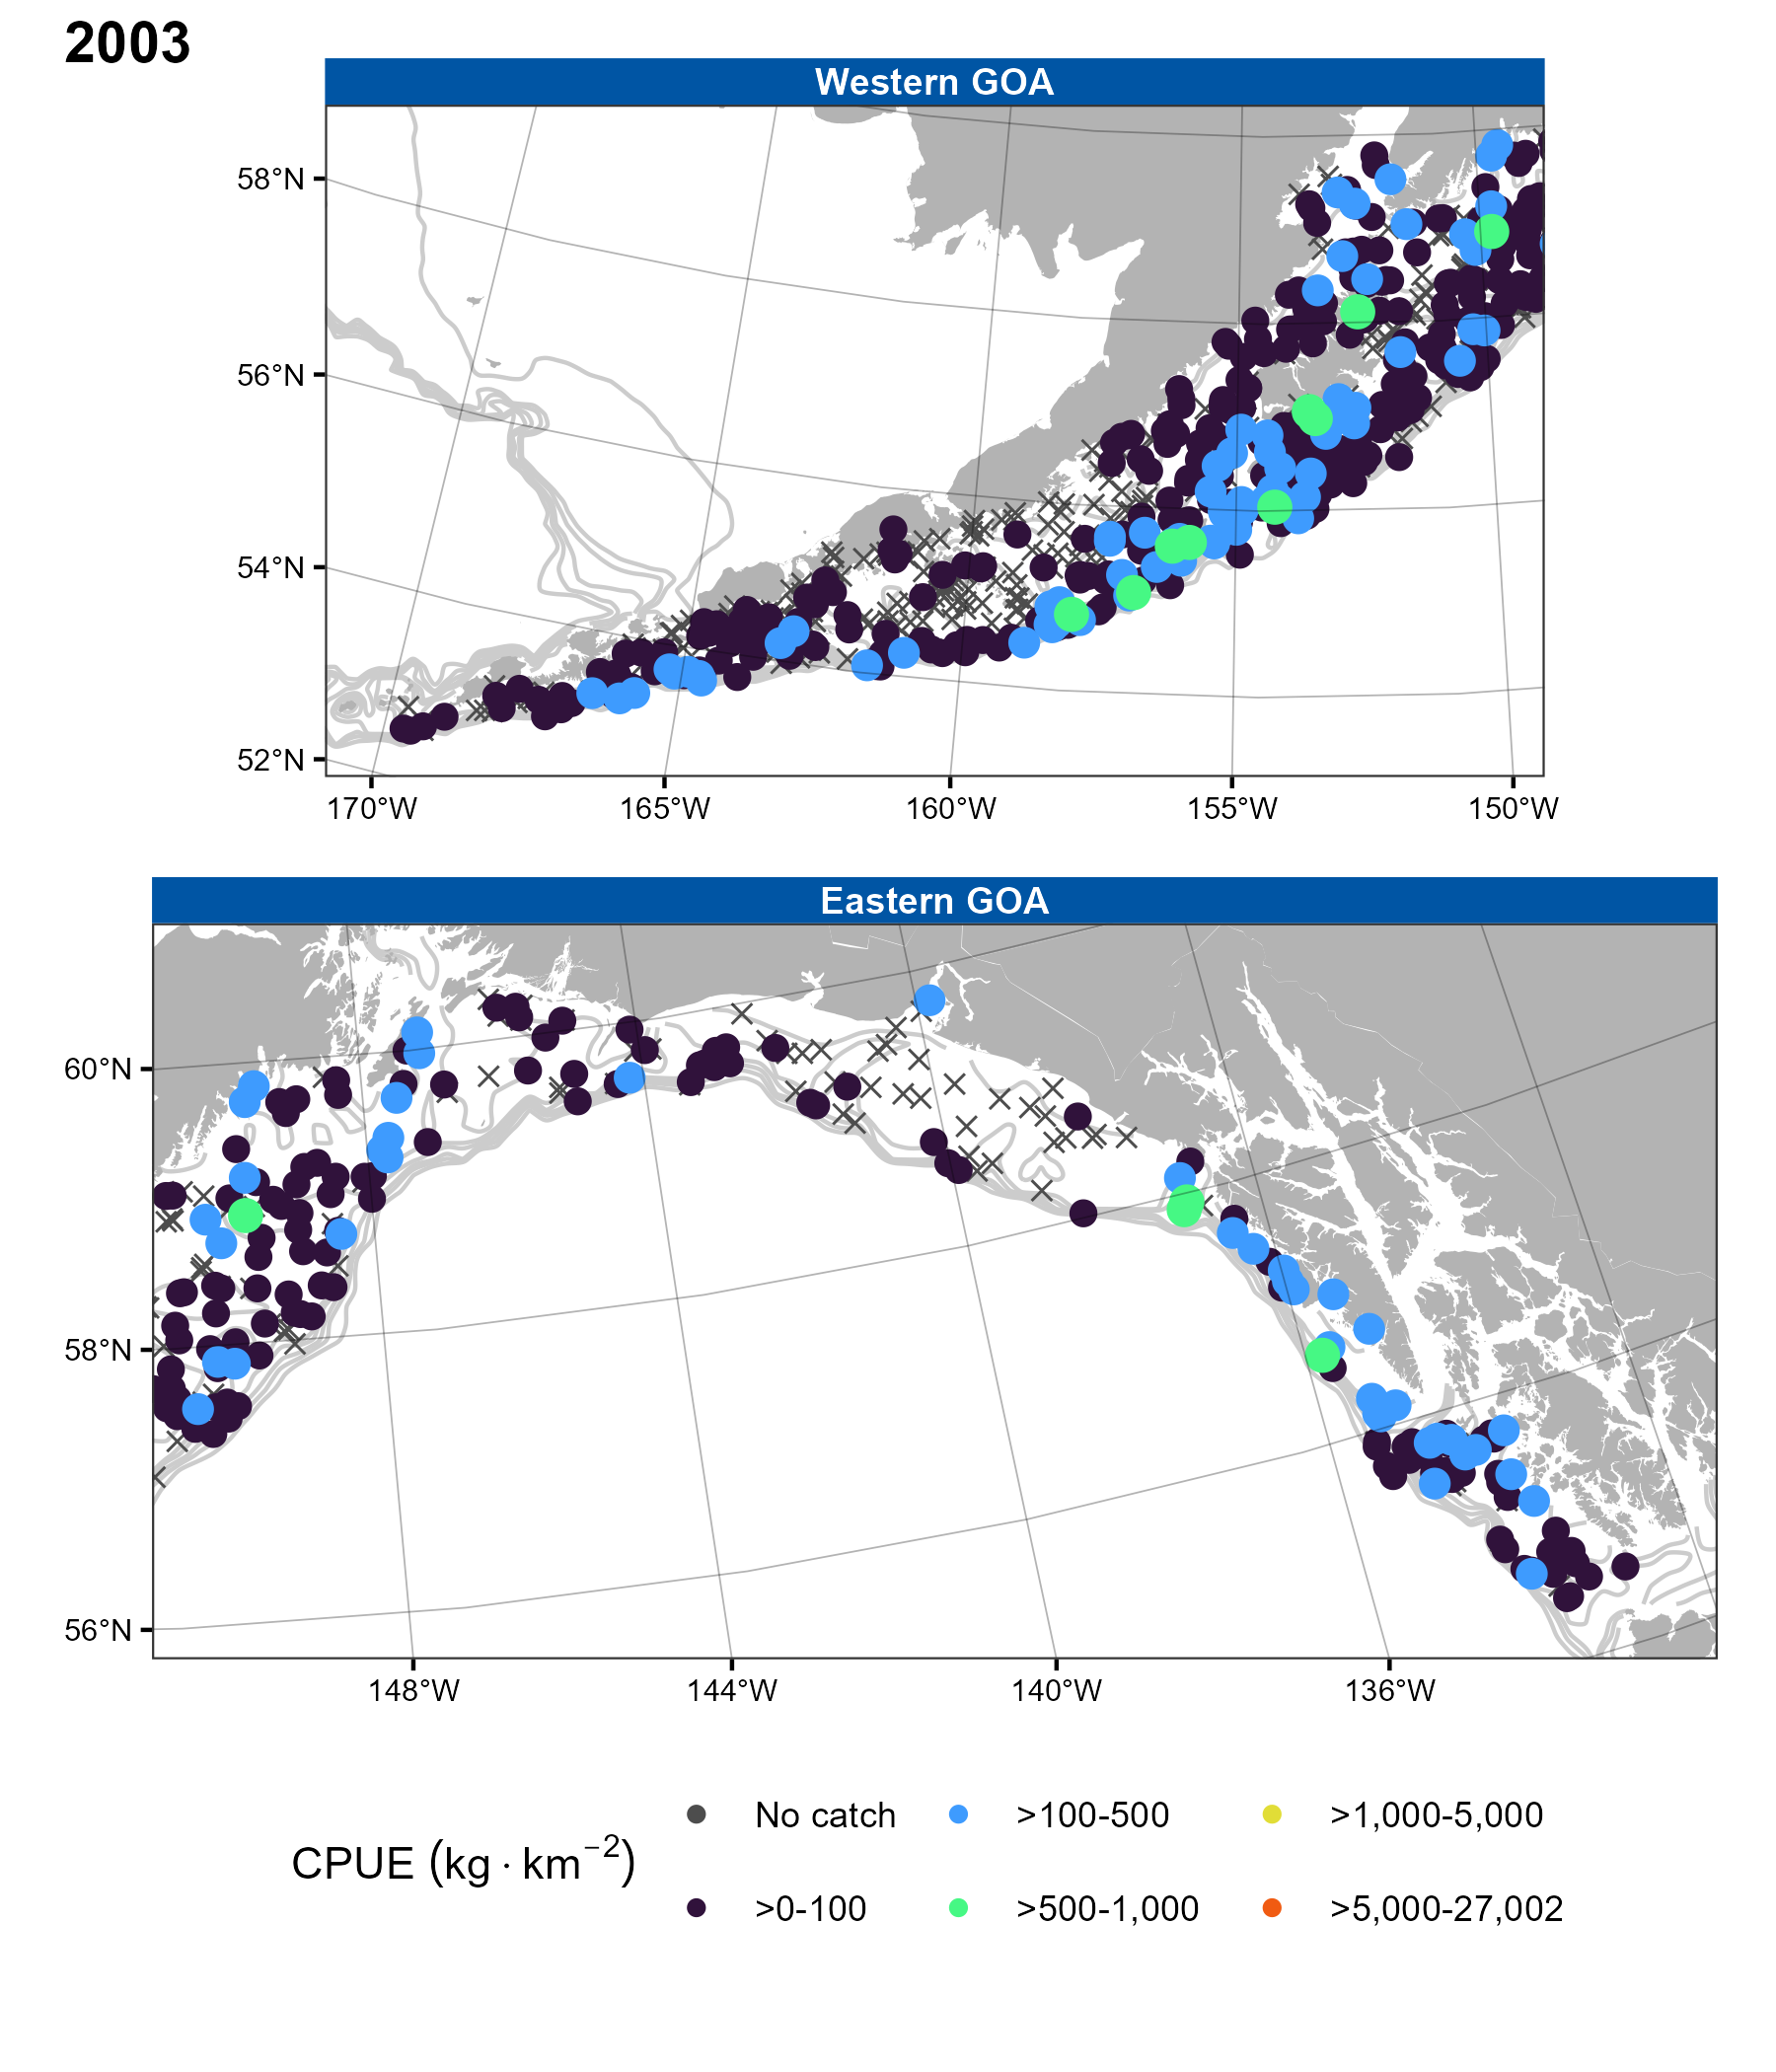 2003
Western GOA
58°N
56°N
54°N
52°N
170°W 165°W 160°W 155°W 150°W
Eastern GOA
60°N
58°N
56°N
148°W 144°W 140°W 136°W
CPUE (kg · km⁻²)
No catch >100-500 >1,000-5,000
>0-100 >500-1,000 >5,000-27,002